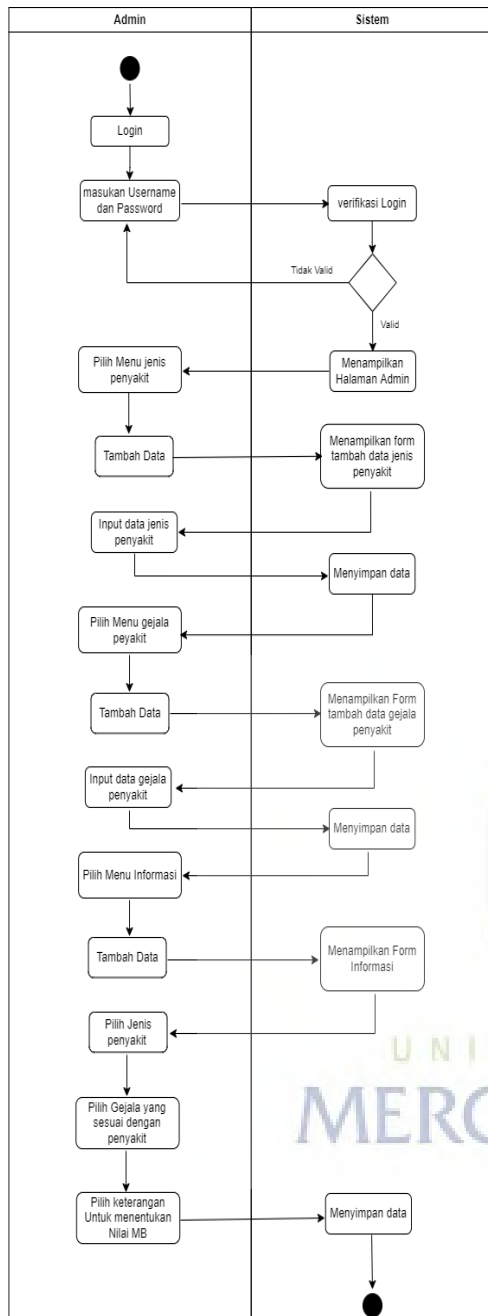 Admin
Sistem
Login
masukan Username
dan Password
verifikasi Login
Tidak Valid
Valid
Pilih Menu jenis
penyakit
Menampilkan
Halaman Admin
Tambah Data
Menampilkan form
tambah data jenis
penyakit
Input data jenis
penyakit
Menyimpan data
Pilih Menu gejala
peyakit
Tambah Data
Menampilkan Form
tambah data gejala
penyakit
Input data gejala
penyakit
Menyimpan data
Pilih Menu Informasi
Tambah Data
Menampilkan Form
Informasi
Pilih Jenis
penyakit
UNI
Pilih Gejala yang
sesuai dengan
penyakit
MERC
Pilih keterangan
Untuk menentukan
Nilai MB
Menyimpan data